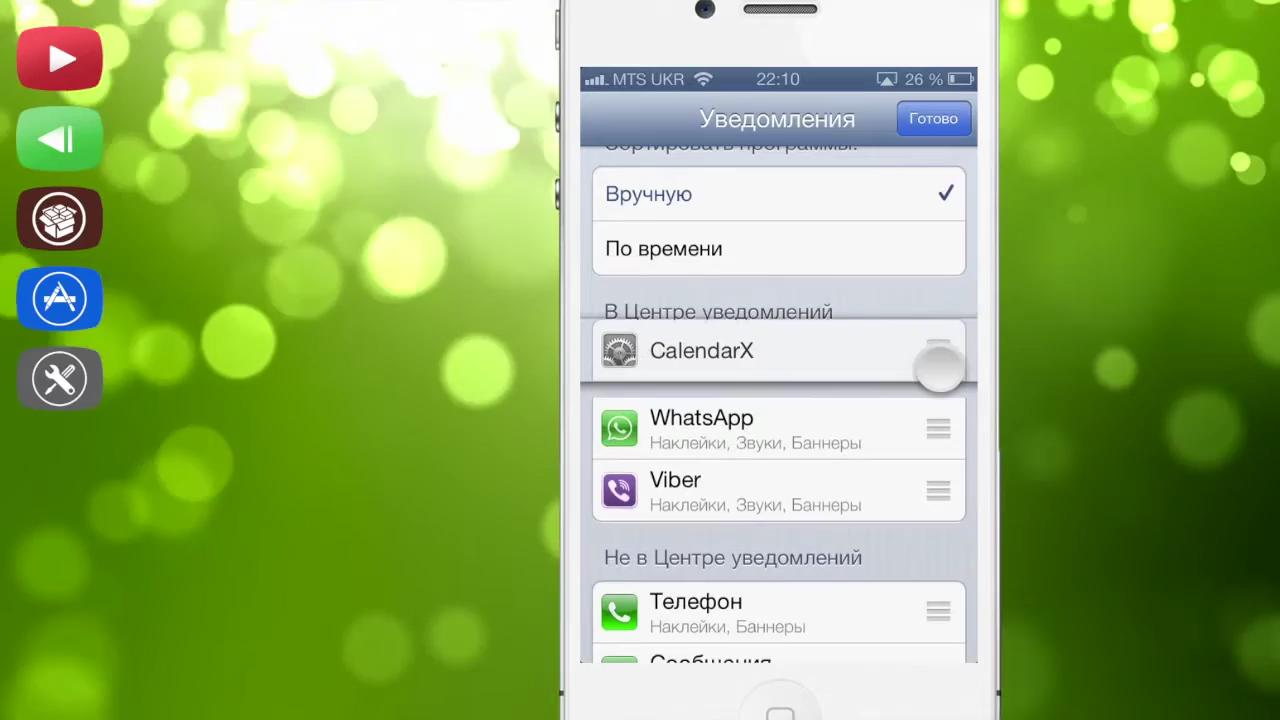 MTS UKR 22:10 26 %
Уведомления
Готово
Сортировать программы:
Вручную
По времени
В Центре уведомлений
CalendarX
WhatsApp
Наклейки, Звуки, Баннеры
Viber
Наклейки, Звуки, Баннеры
Не в Центре уведомлений
Телефон
Наклейки, Баннеры
Сообщения